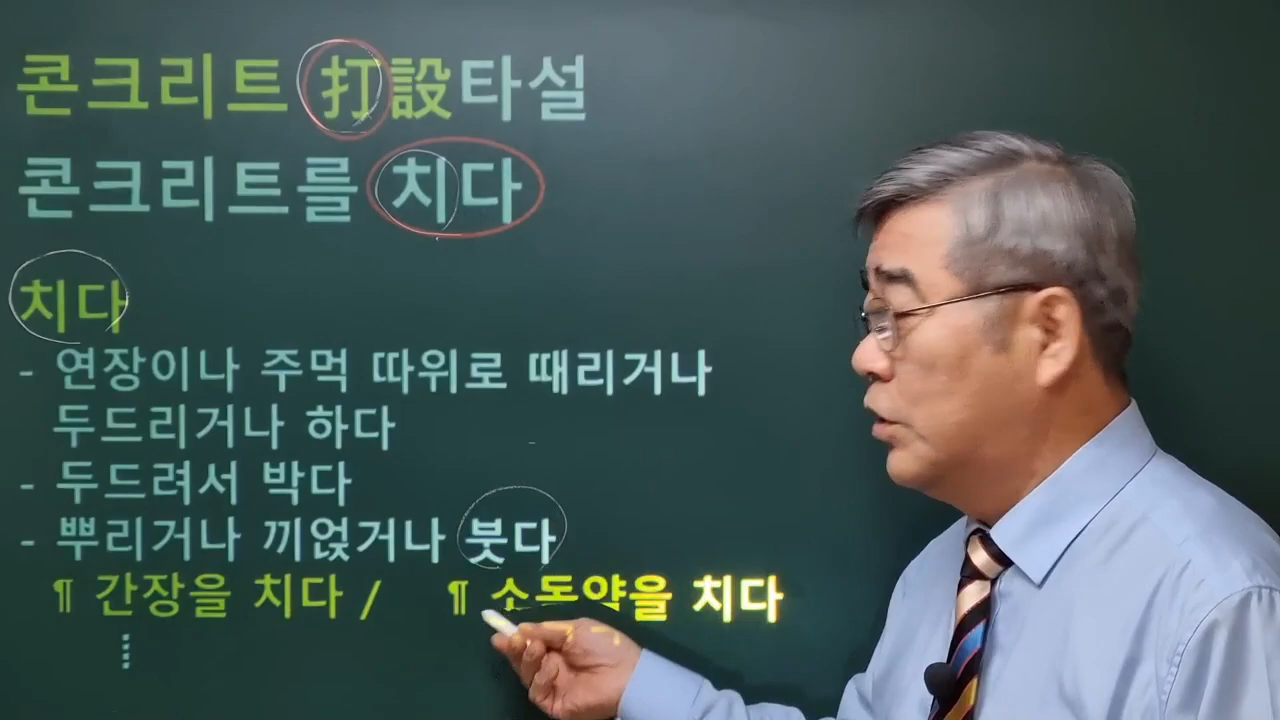 콘크리트 打設타설
콘크리트를 치다
치다
- 연장이나 주먹 따위로 때리거나
두드리거나 하다
- 두드려서 박다
- 뿌리거나 끼얹거나 붓다
¶ 간장을 치다 / ¶ 소독약을 치다